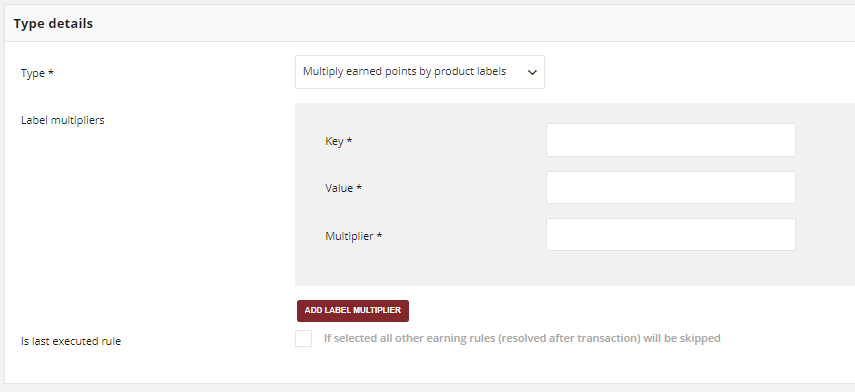 Type details
Type * Multiply earned points by product labels
Label multipliers
Key *
Value *
Multiplier *
ADD LABEL MULTIPLIER
Is last executed rule If selected all other earning rules (resolved after transaction) will be skipped